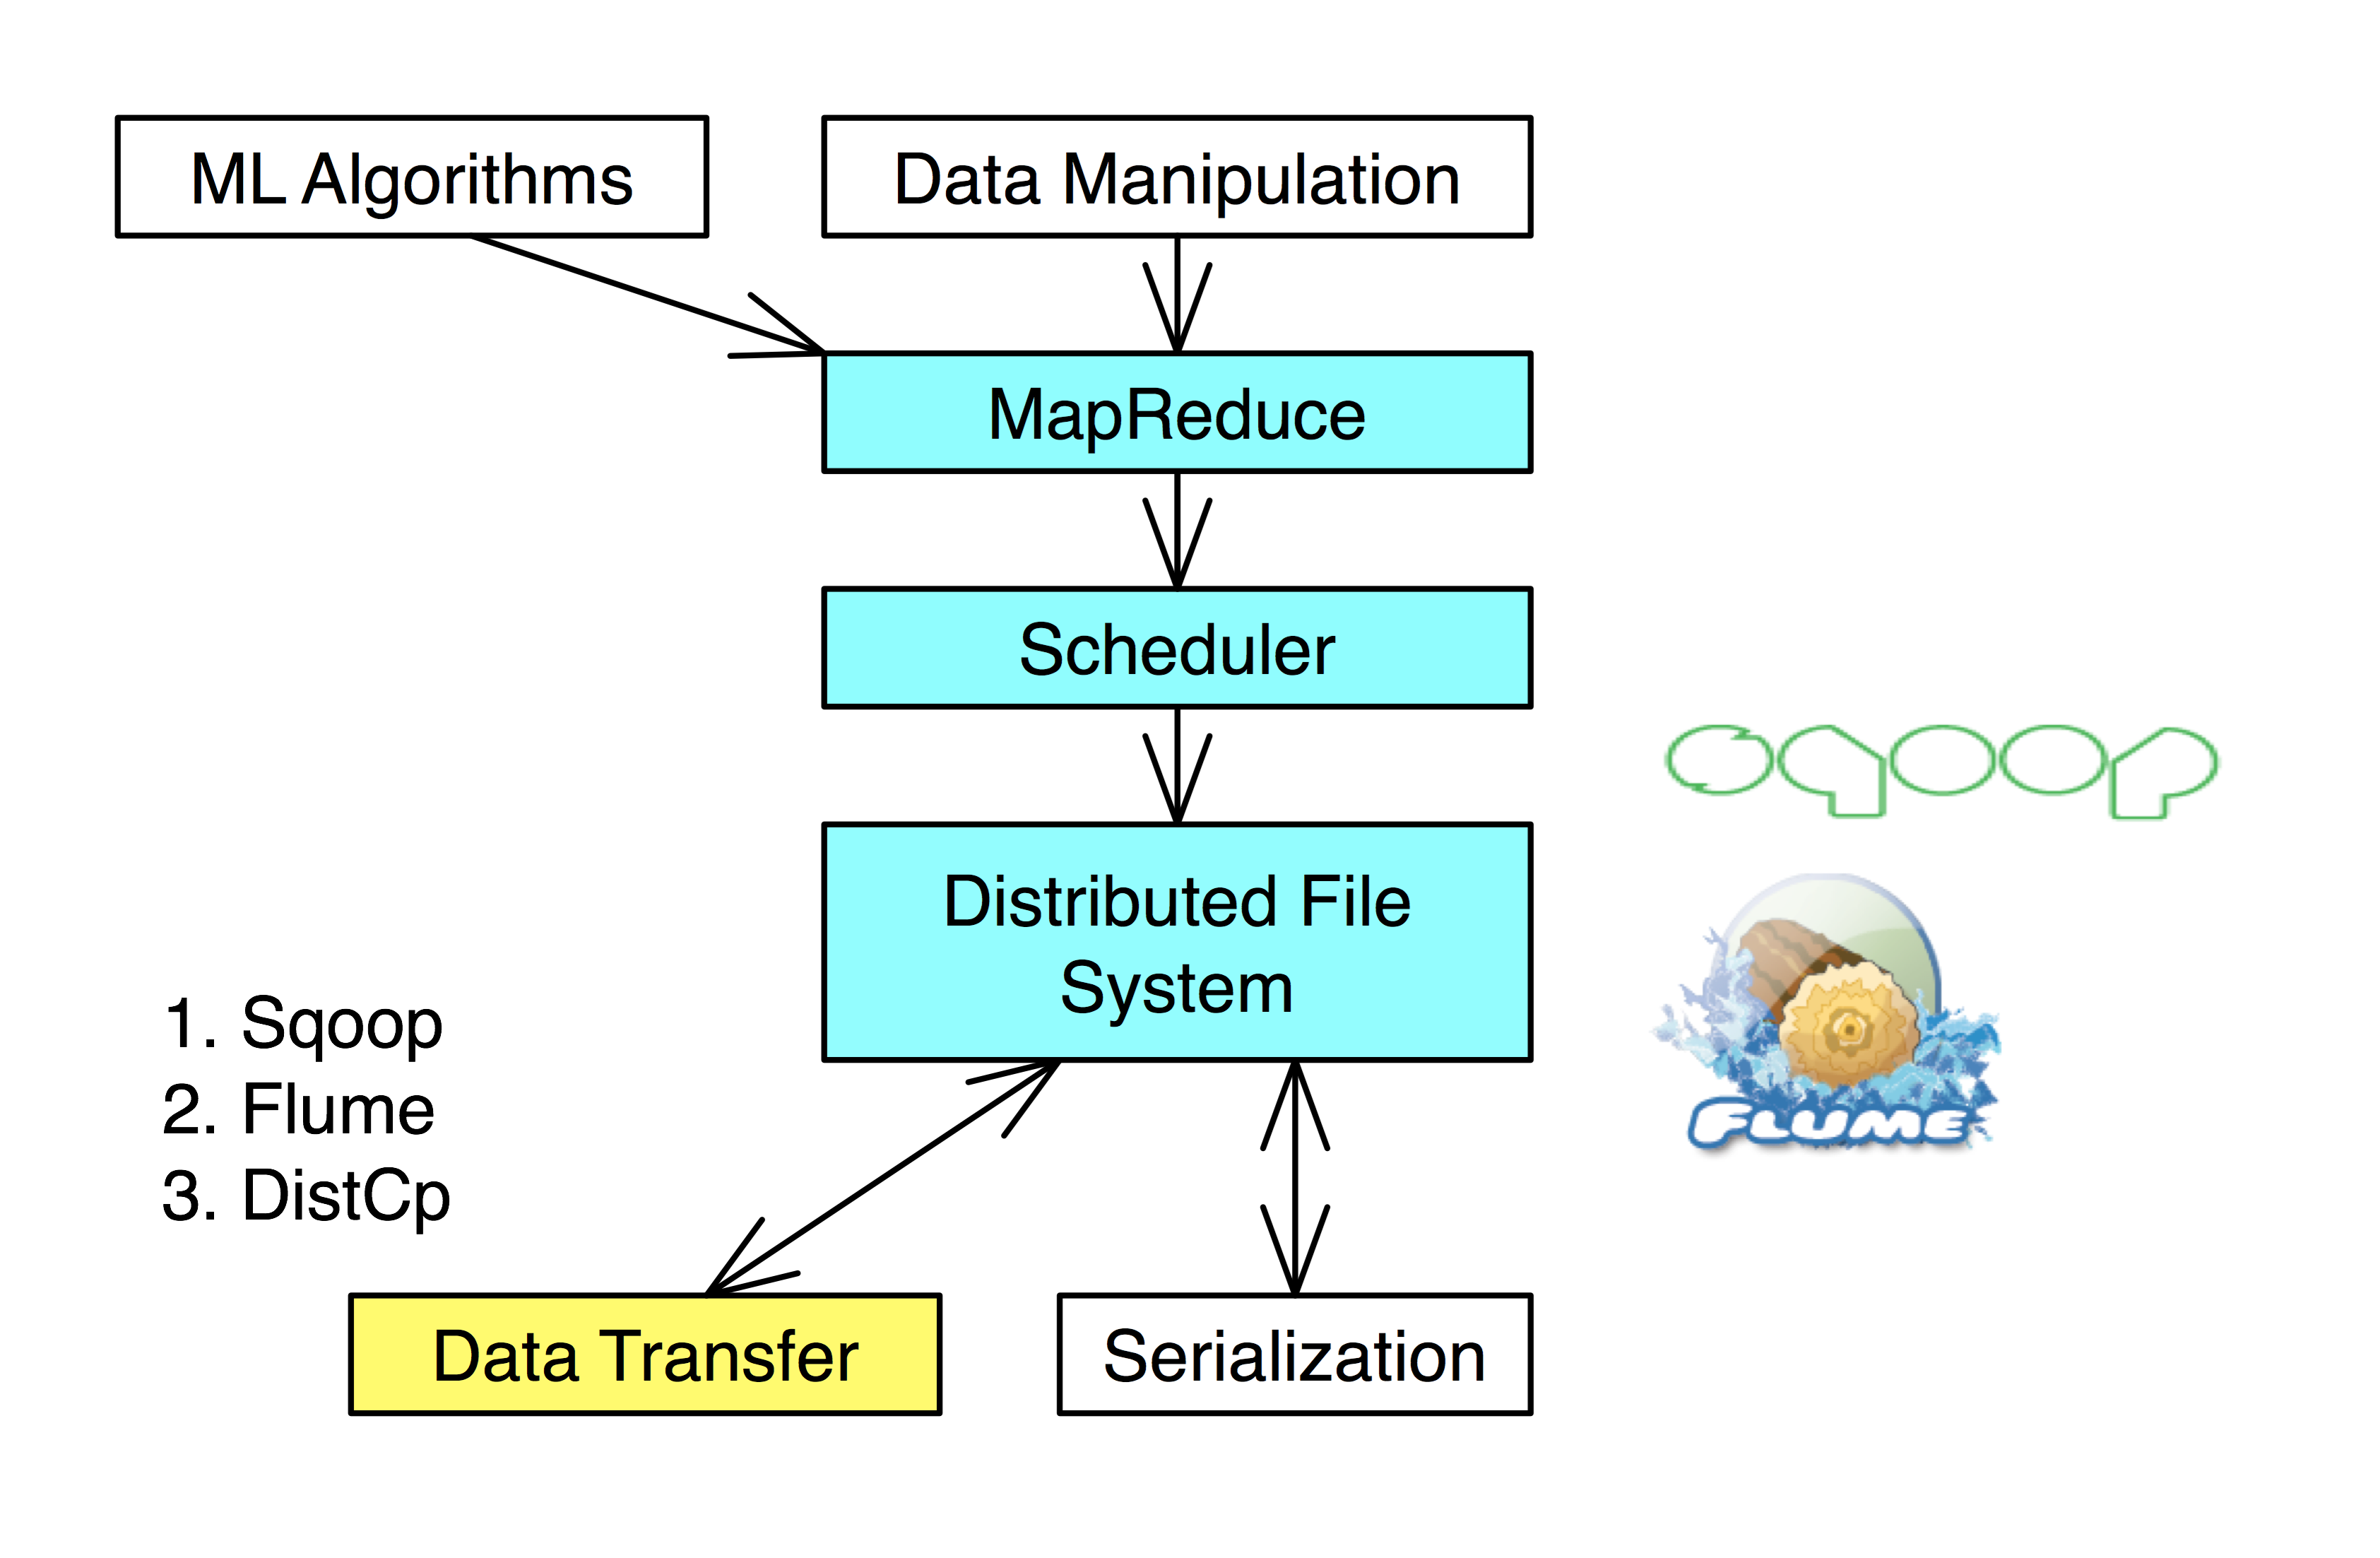 ML Algorithms
Data Manipulation
MapReduce
Scheduler
sqoop
Distributed File
System
FLUME
1. Sqoop
2. Flume
3. DistCp
Data Transfer
Serialization